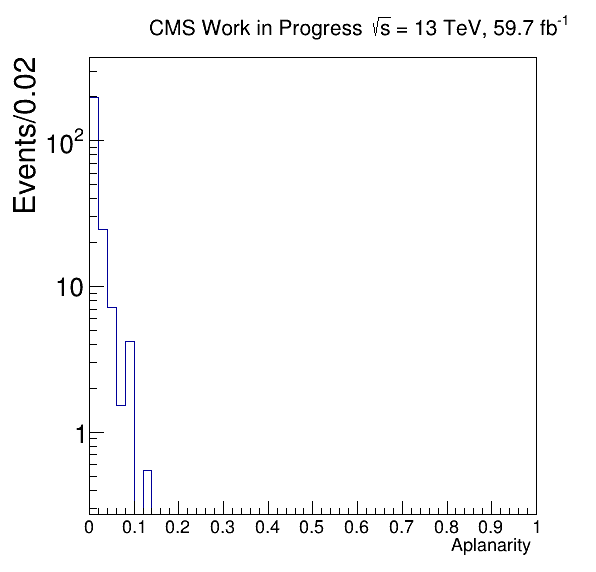 CMS Work in Progress √s = 13 TeV, 59.7 fb⁻¹
Events/0.02
10²
10
1
0 0.1 0.2 0.3 0.4 0.5 0.6 0.7 0.8 0.9 1
Aplanarity